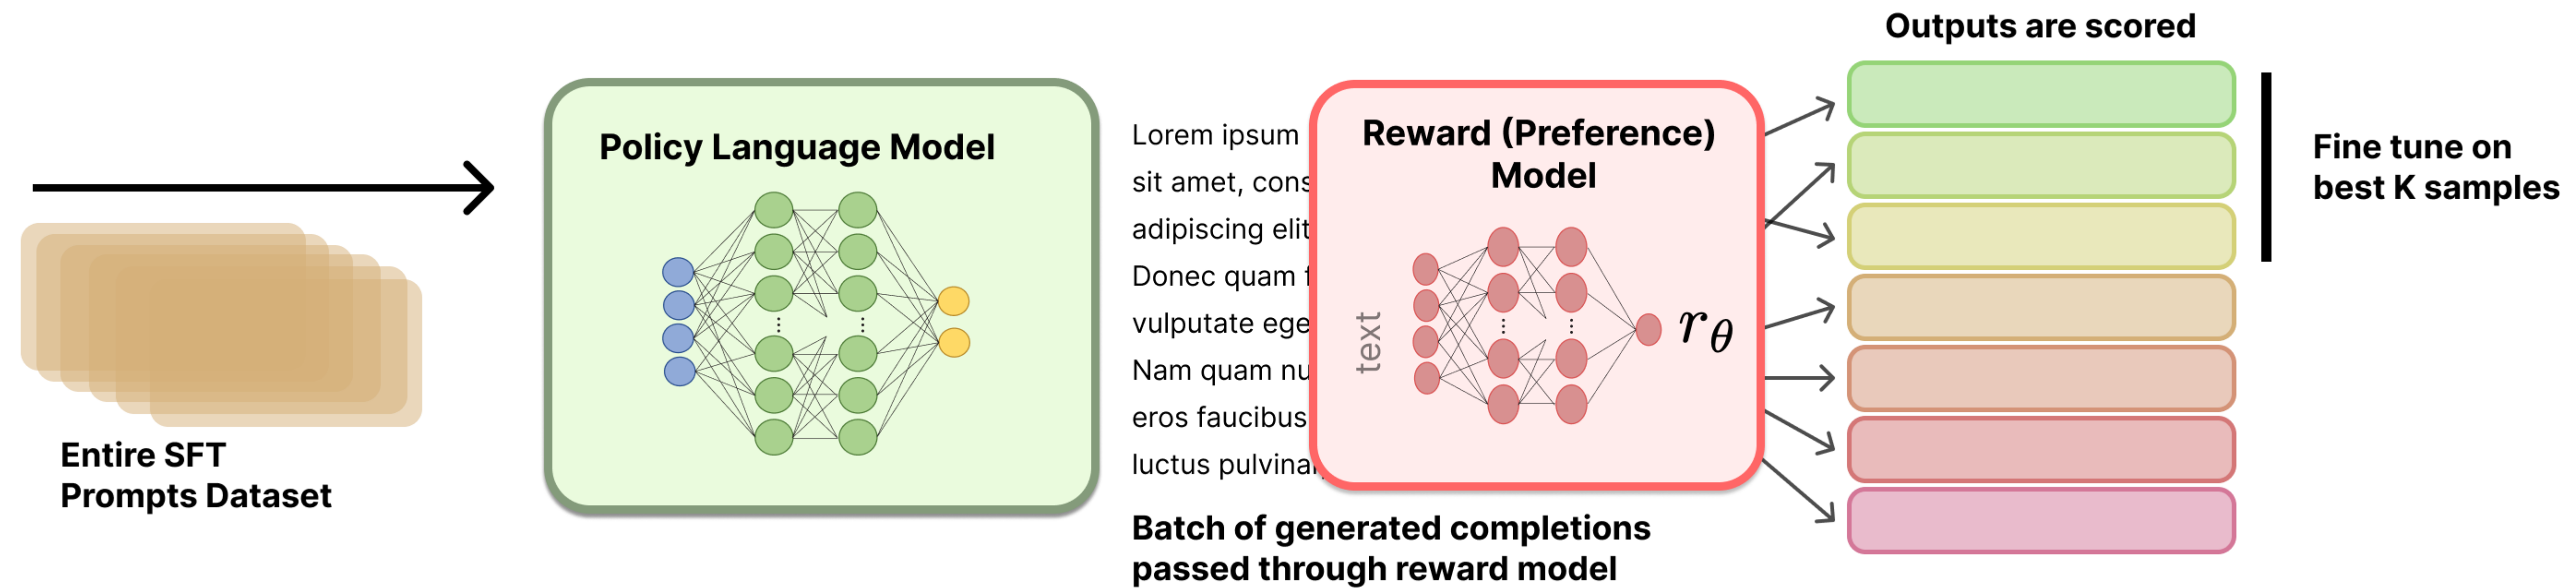 Outputs are scored
Policy Language Model
Lorem ipsum
sit amet, cons
adipiscing elit
Donec quam f
vulputate ege
Nam quam nu
eros faucibus
luctus pulvinar,
Reward (Preference)
Model
text
r_θ
Fine tune on
best K samples
Entire SFT
Prompts Dataset
Batch of generated completions
passed through reward model